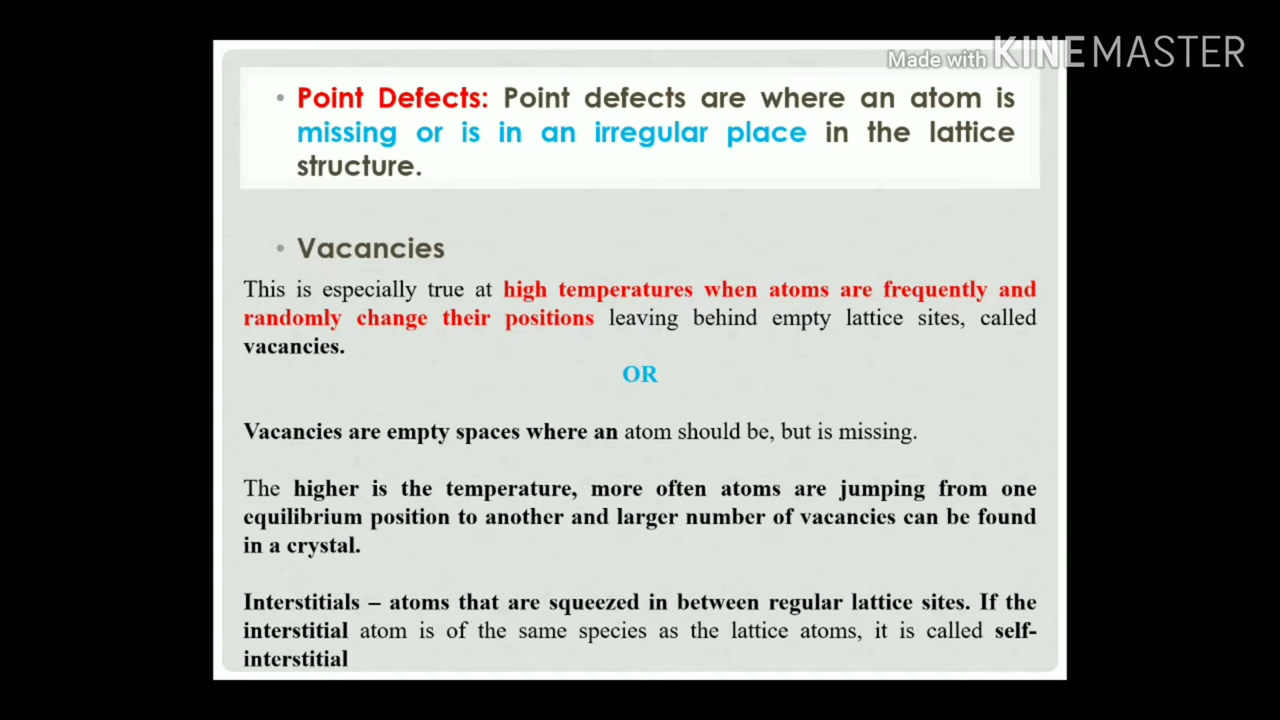 Made with KINEMASTER
• Point Defects: Point defects are where an atom is
missing or is in an irregular place in the lattice
structure.
• Vacancies
This is especially true at high temperatures when atoms are frequently and
randomly change their positions leaving behind empty lattice sites, called
vacancies.
OR
Vacancies are empty spaces where an atom should be, but is missing.
The higher is the temperature, more often atoms are jumping from one
equilibrium position to another and larger number of vacancies can be found
in a crystal.
Interstitials – atoms that are squeezed in between regular lattice sites. If the
interstitial atom is of the same species as the lattice atoms, it is called self-
interstitial